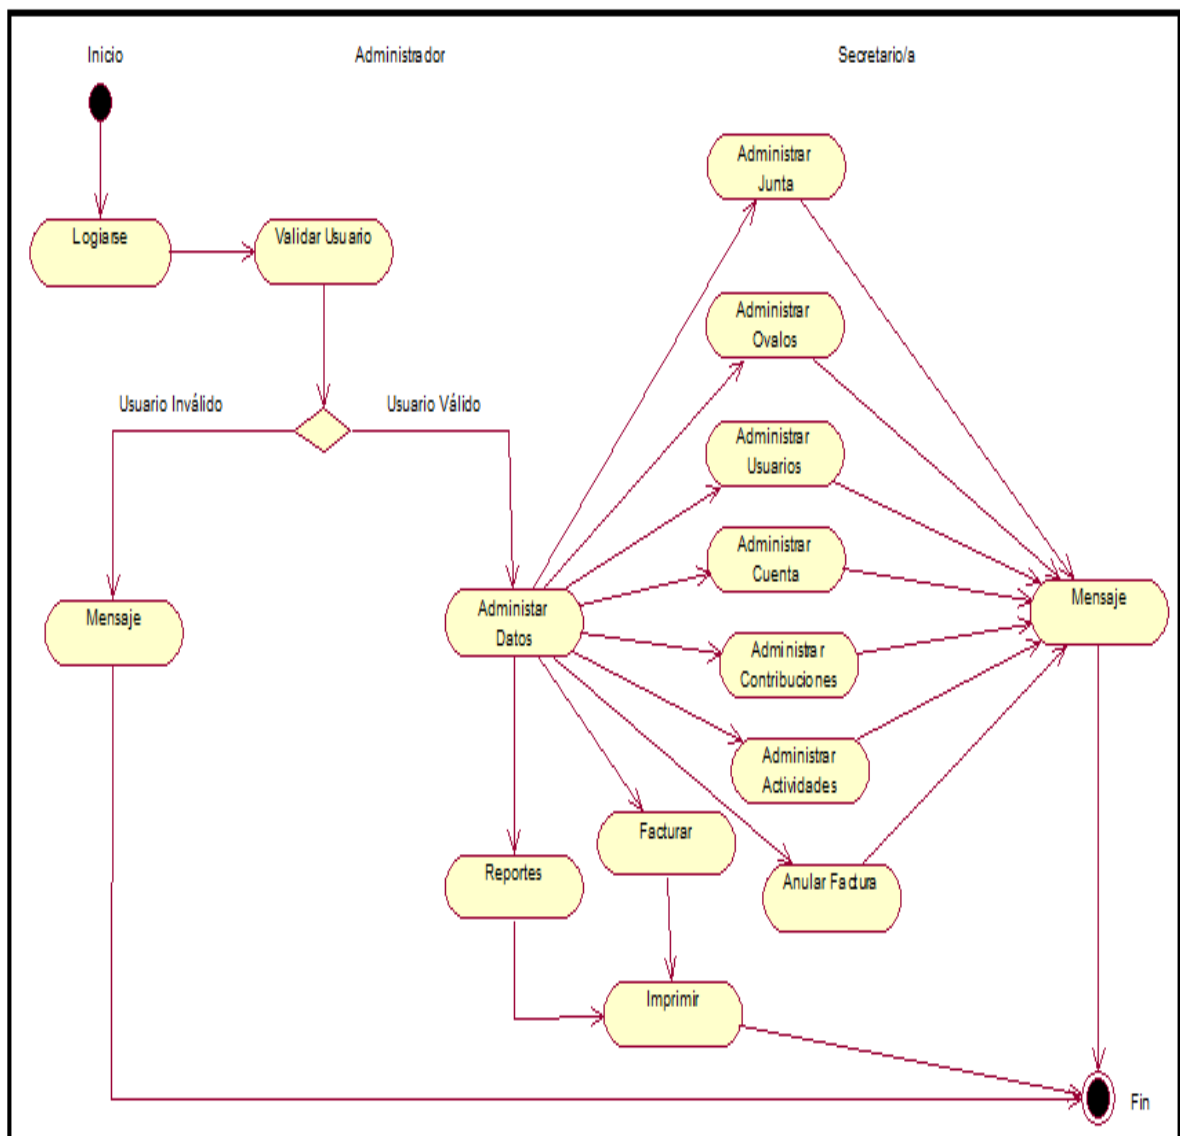 Inicio
Administrador
Secretario/a
Administrar
Junta
Logiarse
Validar Usuario
Administrar
Ovalos
Usuario Inválido
Usuario Válido
Administrar
Usuarios
Administrar
Cuenta
Mensaje
Administar
Datos
Mensaje
Administrar
Contribuciones
Administrar
Actividades
Facturar
Reportes
Anular Factura
Imprimir
Fin